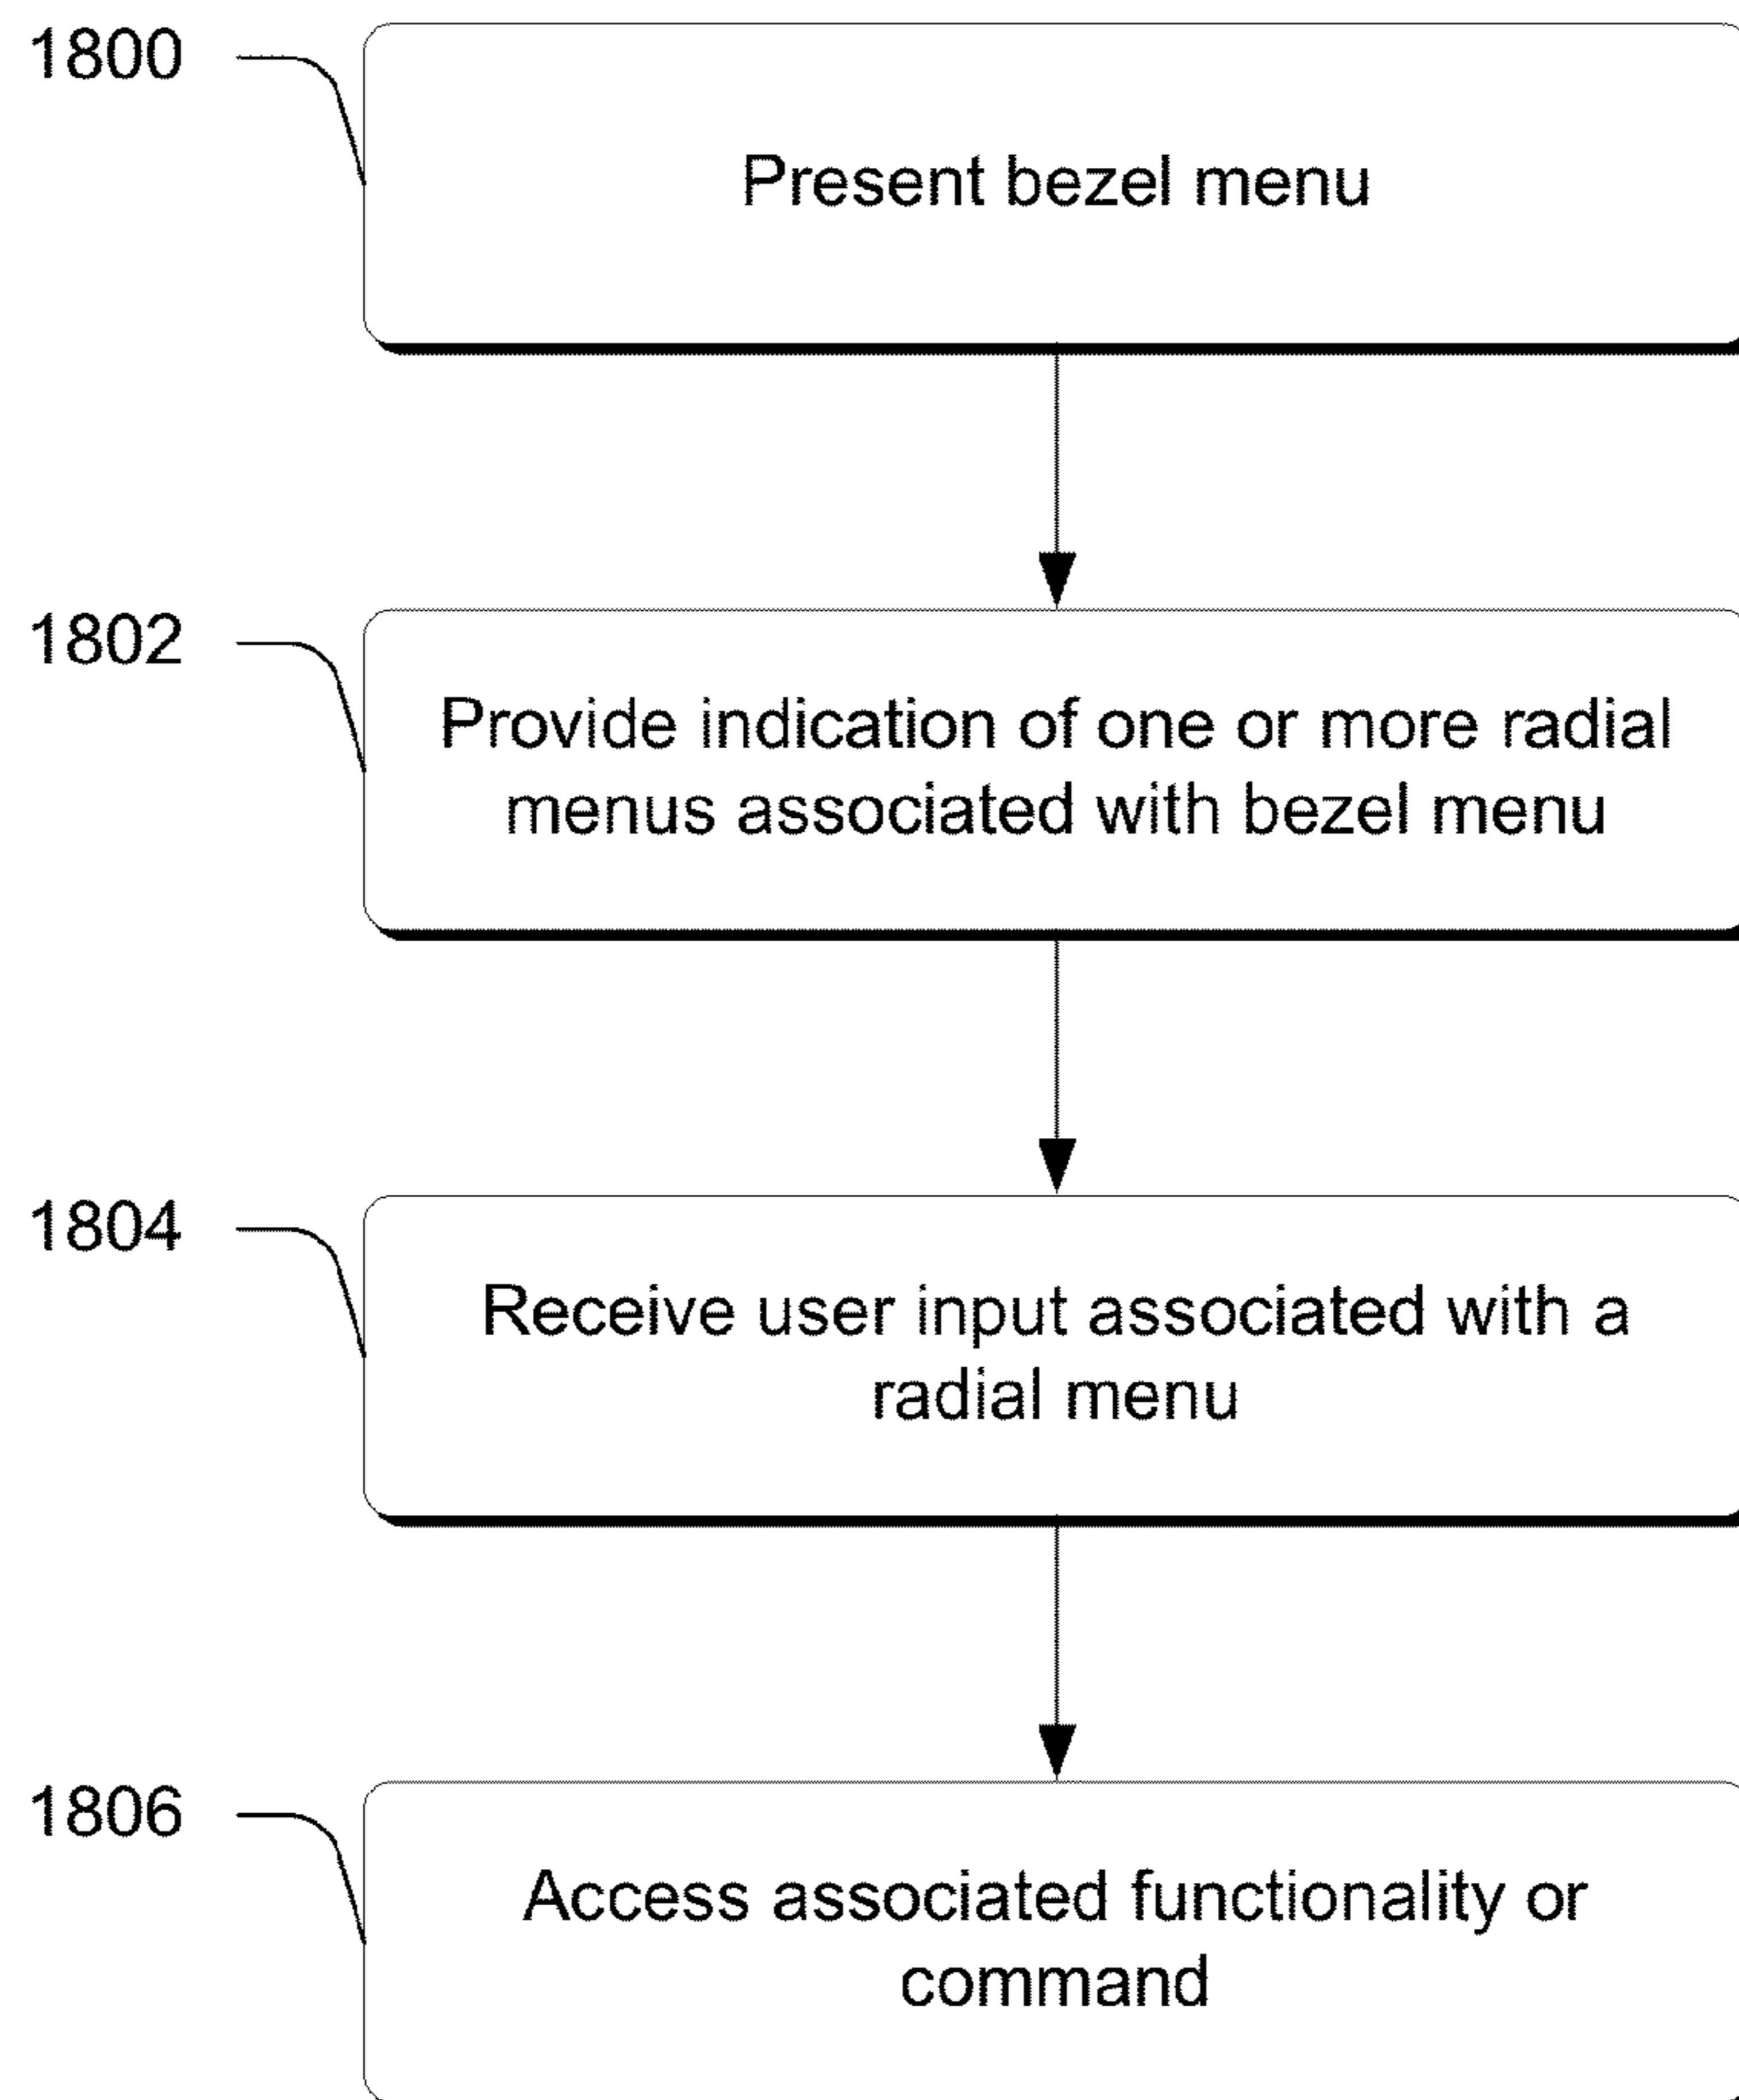 1800
Present bezel menu
1802
Provide indication of one or more radial
menus associated with bezel menu
1804
Receive user input associated with a
radial menu
1806
Access associated functionality or
command